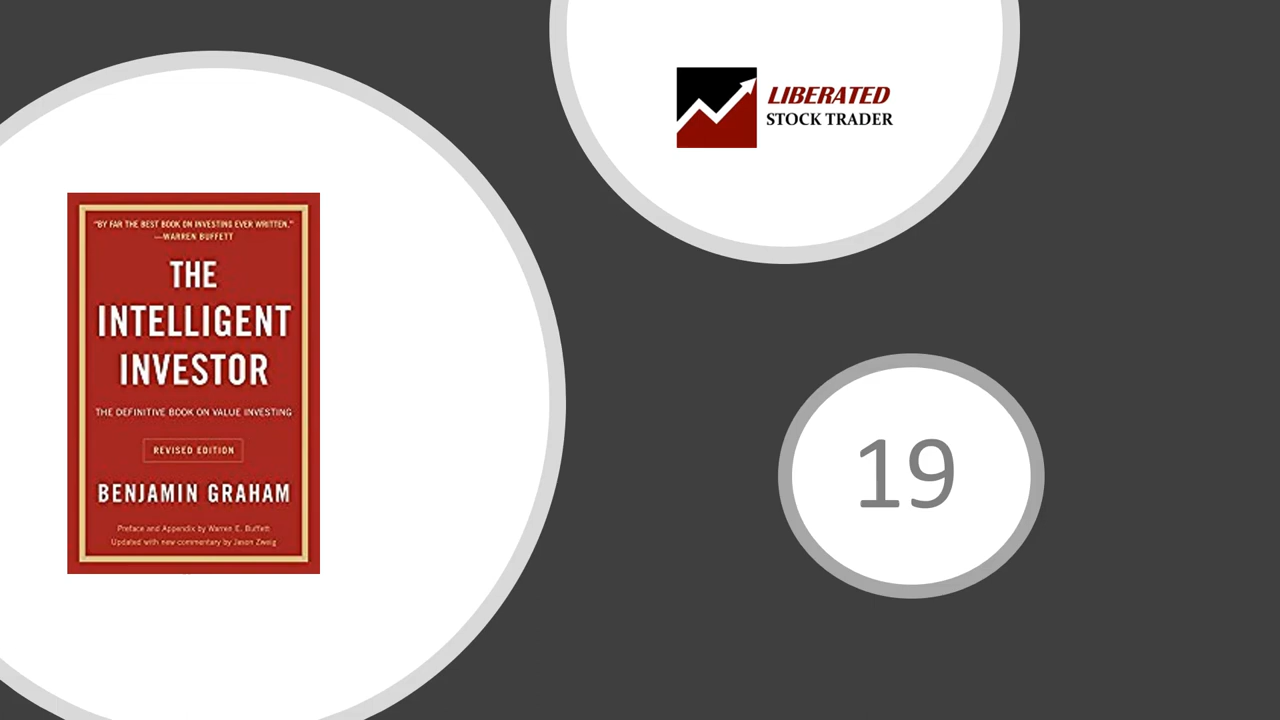 LIBERATED
STOCK TRADER
"BY FAR THE BEST BOOK ON INVESTING EVER WRITTEN."
—WARREN BUFFETT
THE
INTELLIGENT
INVESTOR
THE DEFINITIVE BOOK ON VALUE INVESTING
REVISED EDITION
BENJAMIN GRAHAM
Preface and Appendix by Warren E. Buffett
Updated with new commentary by Jason Zweig
19